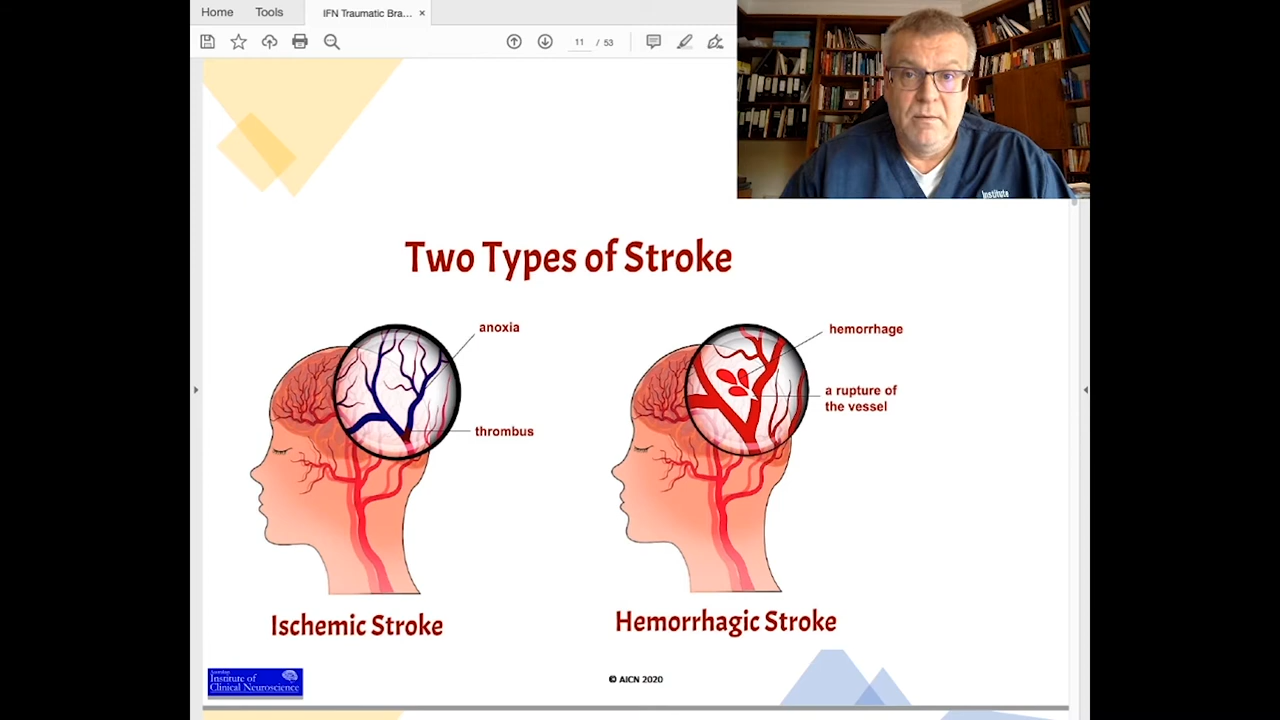 Home Tools IFN Traumatic Bra... ×
11 / 53
Institute
Two Types of Stroke
anoxia
thrombus
hemorrhage
a rupture of
the vessel
Ischemic Stroke
Hemorrhagic Stroke
Institute of
Clinical Neuroscience
© AICN 2020